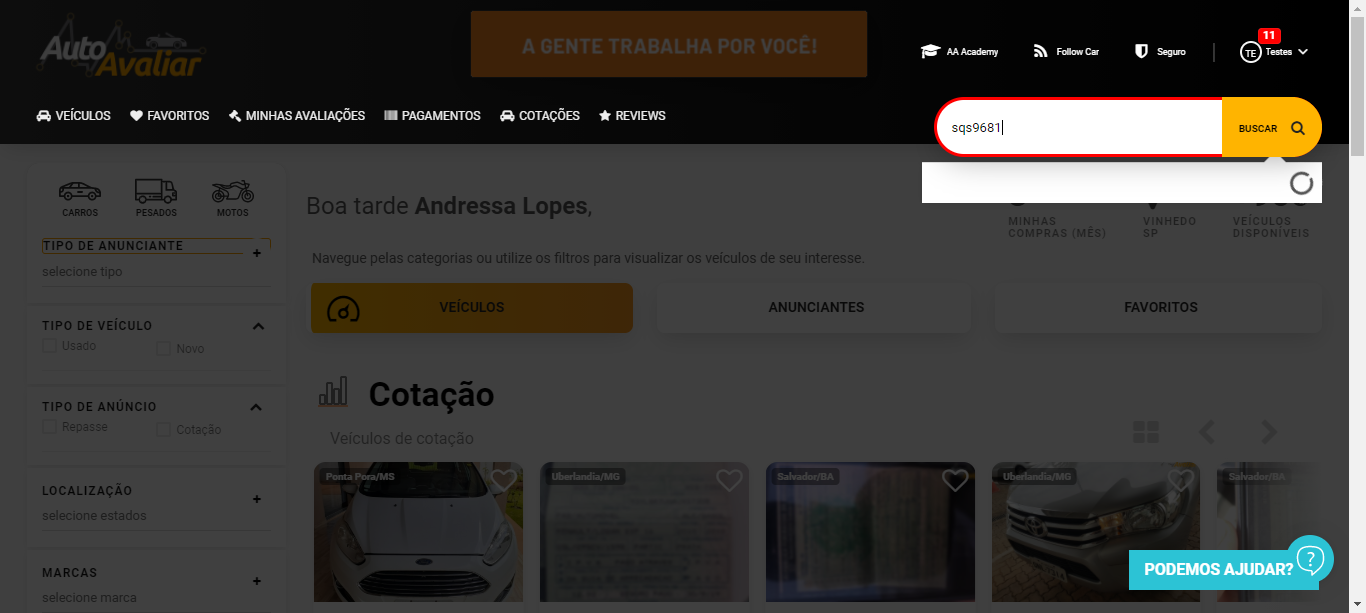 AutoAvaliar
A GENTE TRABALHA POR VOCÊ!
AA Academy
Follow Car
Seguro
TE
11
Testes
VEÍCULOS
FAVORITOS
MINHAS AVALIAÇÕES
PAGAMENTOS
COTAÇÕES
REVIEWS
sqs9681
BUSCAR
CARROS
PESADOS
MOTOS
TIPO DE ANUNCIANTE
+
selecione tipo
TIPO DE VEÍCULO
Usado
Novo
TIPO DE ANÚNCIO
Repasse
Cotação
LOCALIZAÇÃO
+
selecione estados
MARCAS
+
selecione marca
Boa tarde Andressa Lopes,
MINHAS
COMPRAS (MÊS)
VINHEDO
SP
VEÍCULOS
DISPONÍVEIS
Navegue pelas categorias ou utilize os filtros para visualizar os veículos de seu interesse.
VEÍCULOS
ANUNCIANTES
FAVORITOS
Cotação
Veículos de cotação
Ponta Pora/MS
Uberlandia/MG
Salvador/BA
Uberlandia/MG
Salvador/BA
PODEMOS AJUDAR?
?